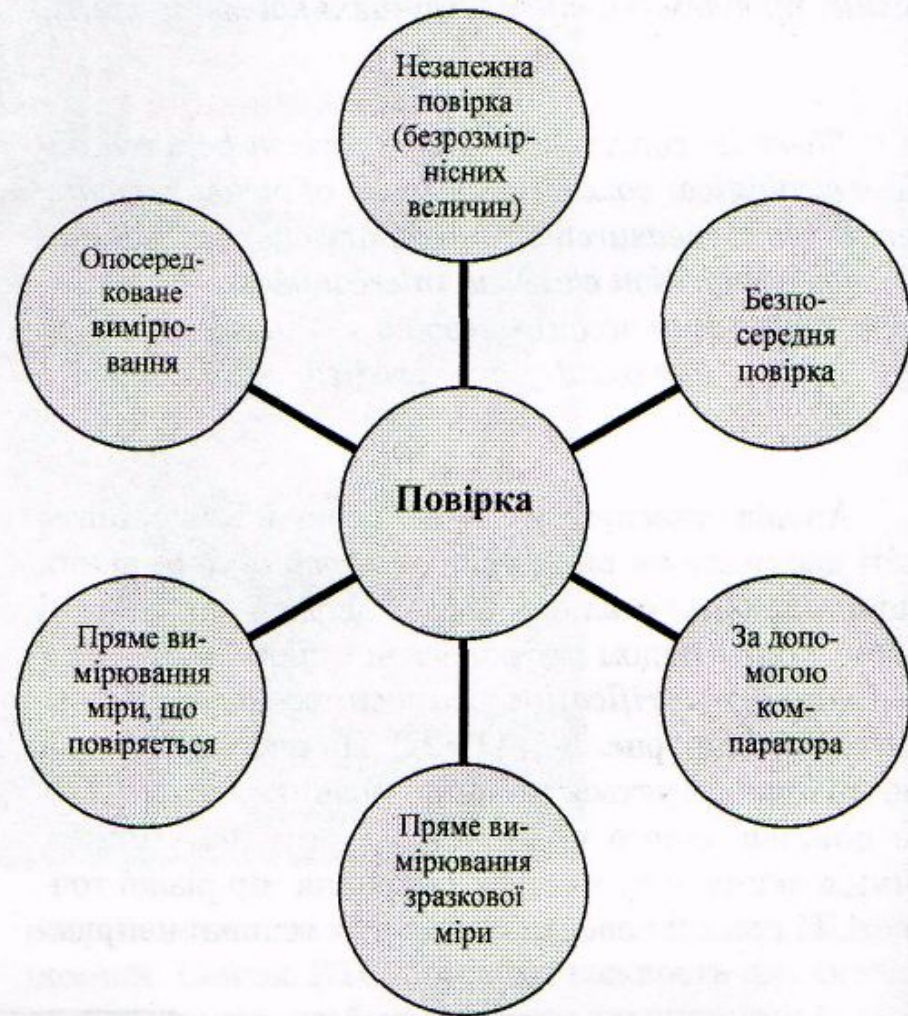 Незалежна
повірка
(безрозмір-
нісних
величин)
Опосеред-
коване
вимірю-
вання
Безпо-
середня
повірка
Повірка
Пряме ви-
мірювання
міри, що
повіряеться
За допо-
могою
ком-
паратора
Пряме ви-
мірювання
зразкової
міри